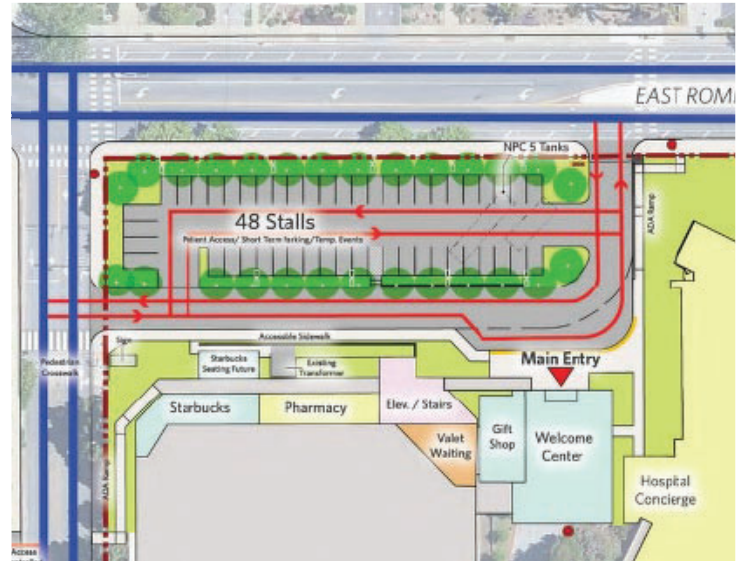 EAST ROM
NPC 5 Tanks
48 Stalls
Patient Access/ Short Term Parking/Temp. Events
ADA Ramp
Accessible Sidewalk
Sign
Pedestrian
Crosswalk
Starbucks
Seating Future
Existing
Transformer
Main Entry
Starbucks
Pharmacy
Elev. / Stairs
Valet
Waiting
Gift
Shop
Welcome
Center
Hospital
Concierge
ADA Ramp
Access